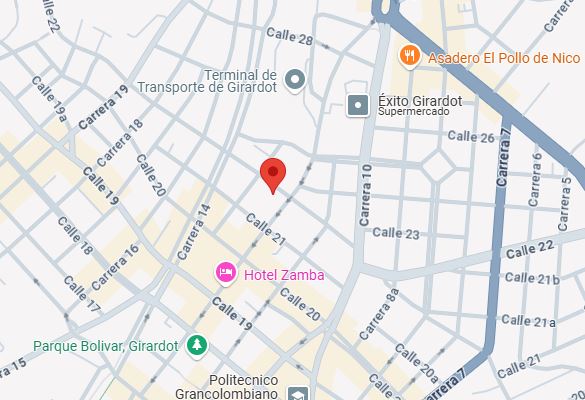 Calle 22
Calle 28
Asadero El Pollo de Nico
Terminal de
Transporte de Girardot
Carrera 19
Calle 19a
Éxito Girardot
Supermercado
Carrera 18
Calle 26
Carrera 7
Carrera 6
Carrera 5
Calle 20
Calle 19
Carrera 10
Carrera 14
Calle 21
Calle 23
Calle 18
Calle 22
Carrera 16
Hotel Zamba
Calle 21b
Calle 17
Calle 20
Calle 19
Carrera 8a
Calle 21a
Parque Bolivar, Girardot
Carrera 15
Calle 21
Calle 20a
Carrera 7
Politecnico
Grancolombiano